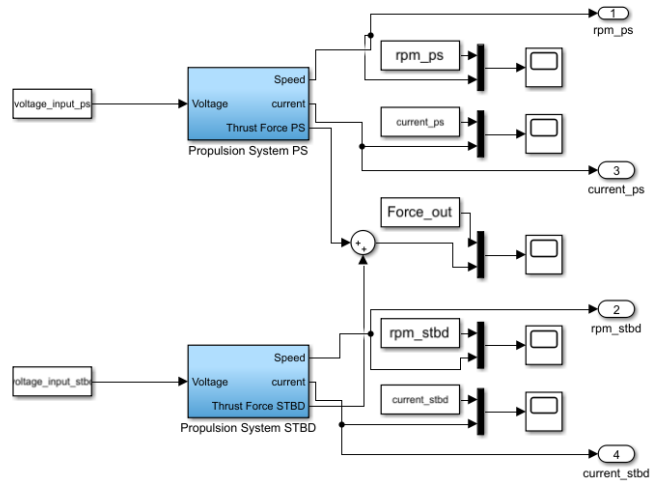 1
rpm_ps
rpm_ps
Speed
voltage_input_ps
Voltage
current
current_ps
Thrust Force PS
Propulsion System PS
3
current_ps
Force_out
+
+
2
rpm_stbd
rpm_stbd
Speed
Voltage
current
current_stbd
Thrust Force STBD
Propulsion System STBD
4
current_stbd